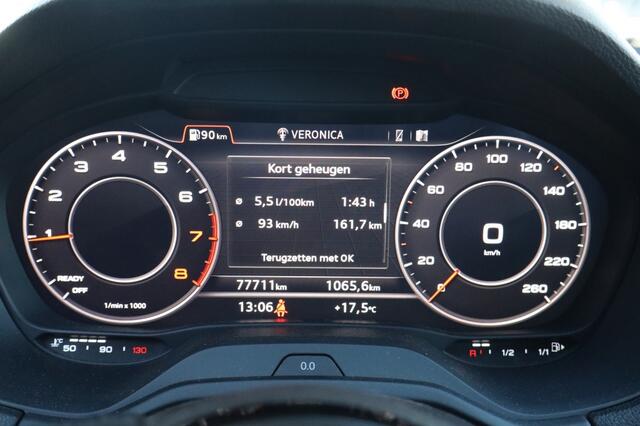 (P)
90 km
VERONICA
Kort geheugen
ø 5,5 l/100km 1:43 h
ø 93 km/h 161,7 km
Terugzetten met OK
77711 km 1065,6 km
13:06 +17,5°C
1 2 3 4 5 6 7 8
READY
OFF
1/min x 1000
0 20 40 60 80 100 120 140 180 220 260
0
km/h
°C 50 90 130
R 1/2 1/1
0.0